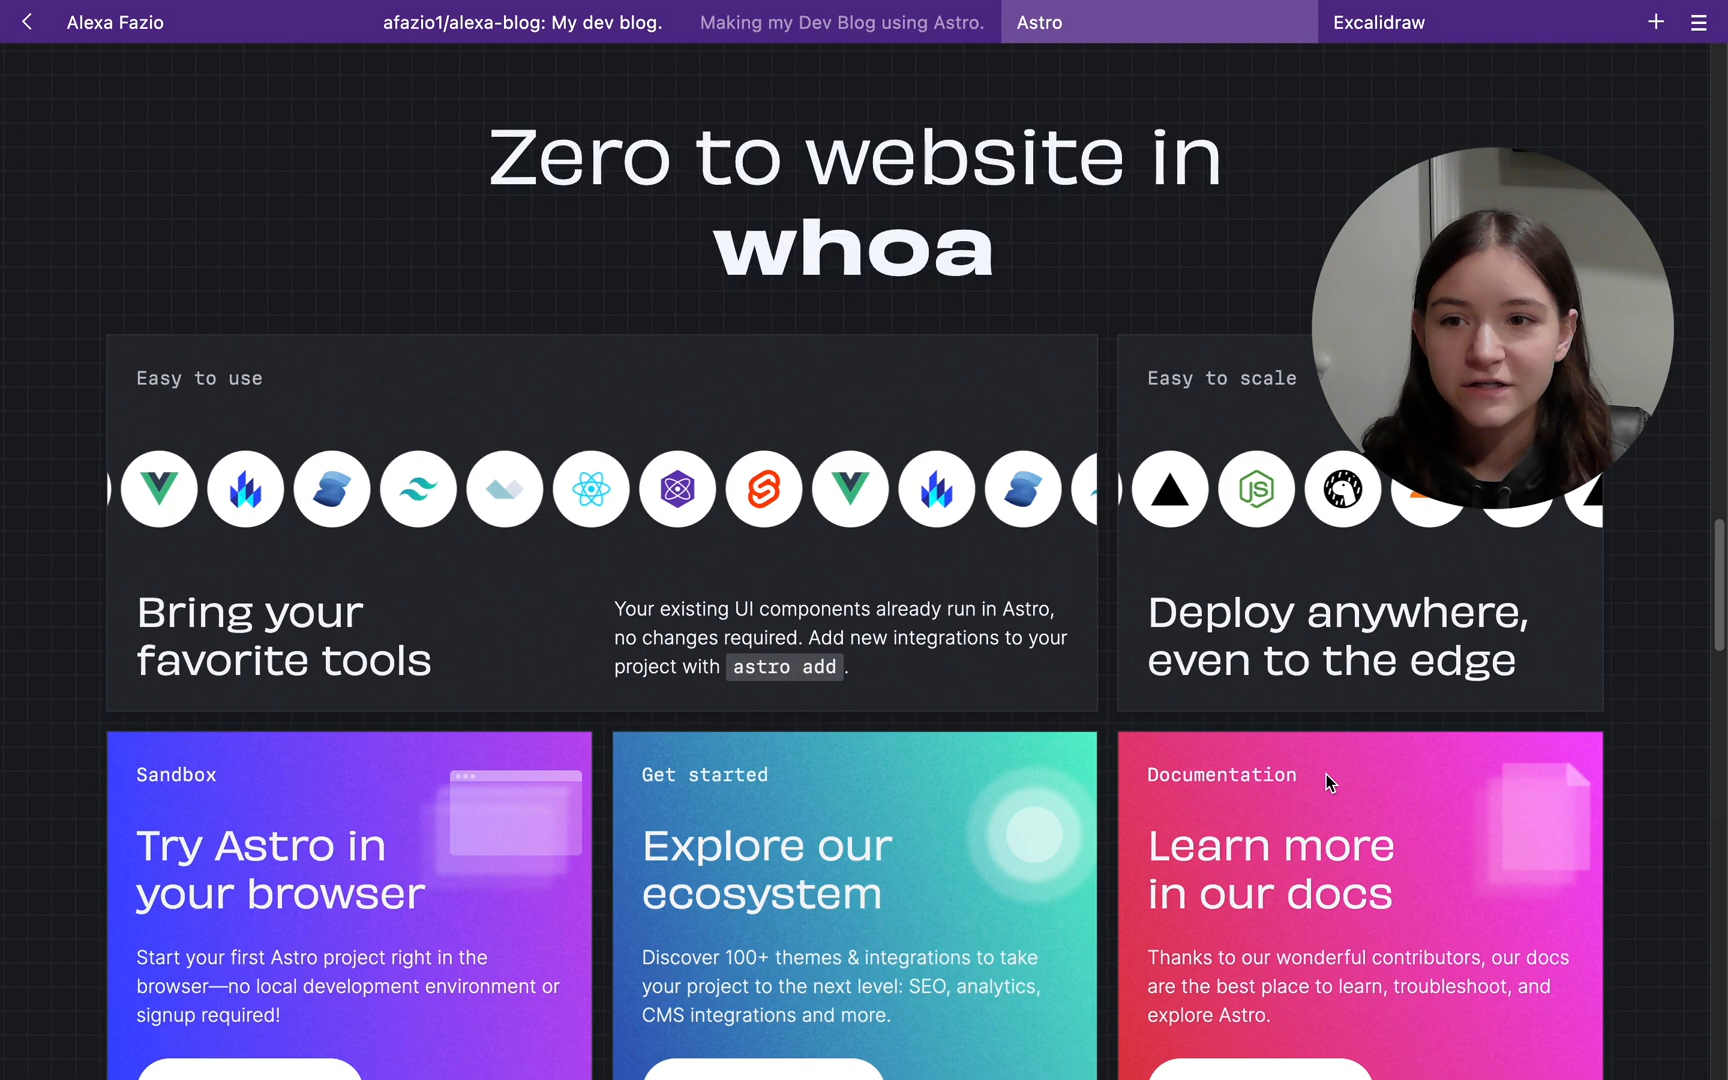 Alexa Fazio
afazio1/alexa-blog: My dev blog.
Making my Dev Blog using Astro.
Astro
Excalidraw
Zero to website in
whoa
Easy to use
Bring your
favorite tools
Your existing UI components already run in Astro,
no changes required. Add new integrations to your
project with astro add.
Easy to scale
JS
Deploy anywhere,
even to the edge
Sandbox
Try Astro in
your browser
Start your first Astro project right in the
browser—no local development environment or
signup required!
Get started
Explore our
ecosystem
Discover 100+ themes & integrations to take
your project to the next level: SEO, analytics,
CMS integrations and more.
Documentation
Learn more
in our docs
Thanks to our wonderful contributors, our docs
are the best place to learn, troubleshoot, and
explore Astro.